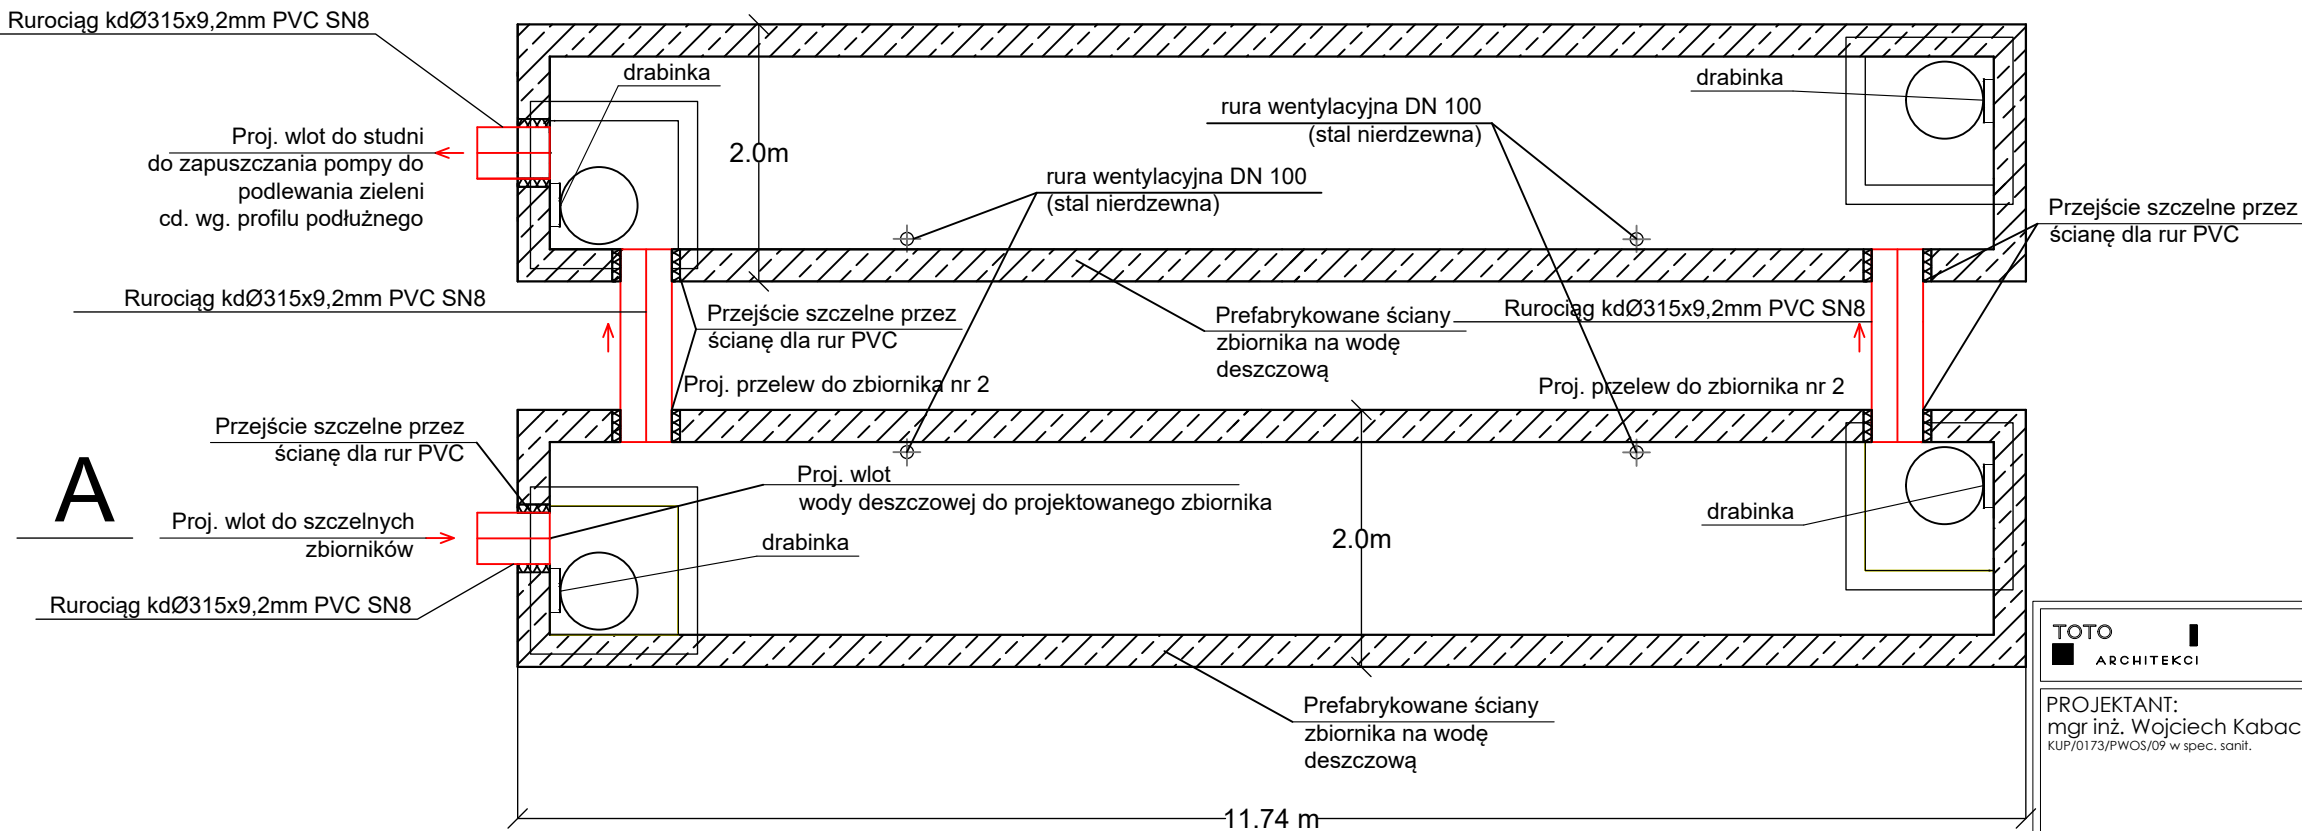 Rurociąg kdØ315x9,2mm PVC SN8
drabinka
drabinka
rura wentylacyjna DN 100
(stal nierdzewna)
Proj. wlot do studni
do zapuszczania pompy do
podlewania zieleni
cd. wg. profilu podłużnego
2.0m
rura wentylacyjna DN 100
(stal nierdzewna)
Przejście szczelne przez
ścianę dla rur PVC
Rurociąg kdØ315x9,2mm PVC SN8
Przejście szczelne przez
ścianę dla rur PVC
Prefabrykowane ściany
zbiornika na wodę
deszczową
Rurociąg kdØ315x9,2mm PVC SN8
Proj. przelew do zbiornika nr 2
Proj. przelew do zbiornika nr 2
Przejście szczelne przez
ścianę dla rur PVC
A
Proj. wlot
wody deszczowej do projektowanego zbiornika
Proj. wlot do szczelnych
zbiorników
drabinka
2.0m
drabinka
Rurociąg kdØ315x9,2mm PVC SN8
Prefabrykowane ściany
zbiornika na wodę
deszczową
11.74 m
TOTO
ARCHITEKCI
PROJEKTANT:
mgr inż. Wojciech Kabac
KUP/0173/PWOS/09 w spec. sanit.